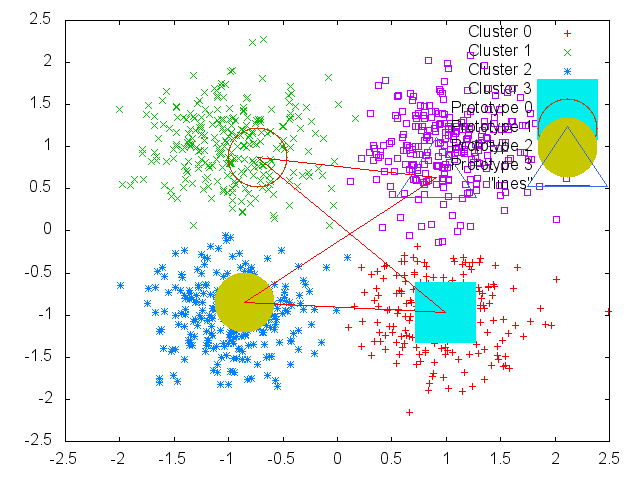 2.5
2
1.5
1
0.5
0
-0.5
-1
-1.5
-2
-2.5
-2.5
-2
-1.5
-1
-0.5
0
0.5
1
1.5
2
2.5
Cluster 0
Cluster 1
Cluster 2
Cluster 3
Prototype 0
Prototype
Prototype 2
Prototype 3
"lines"